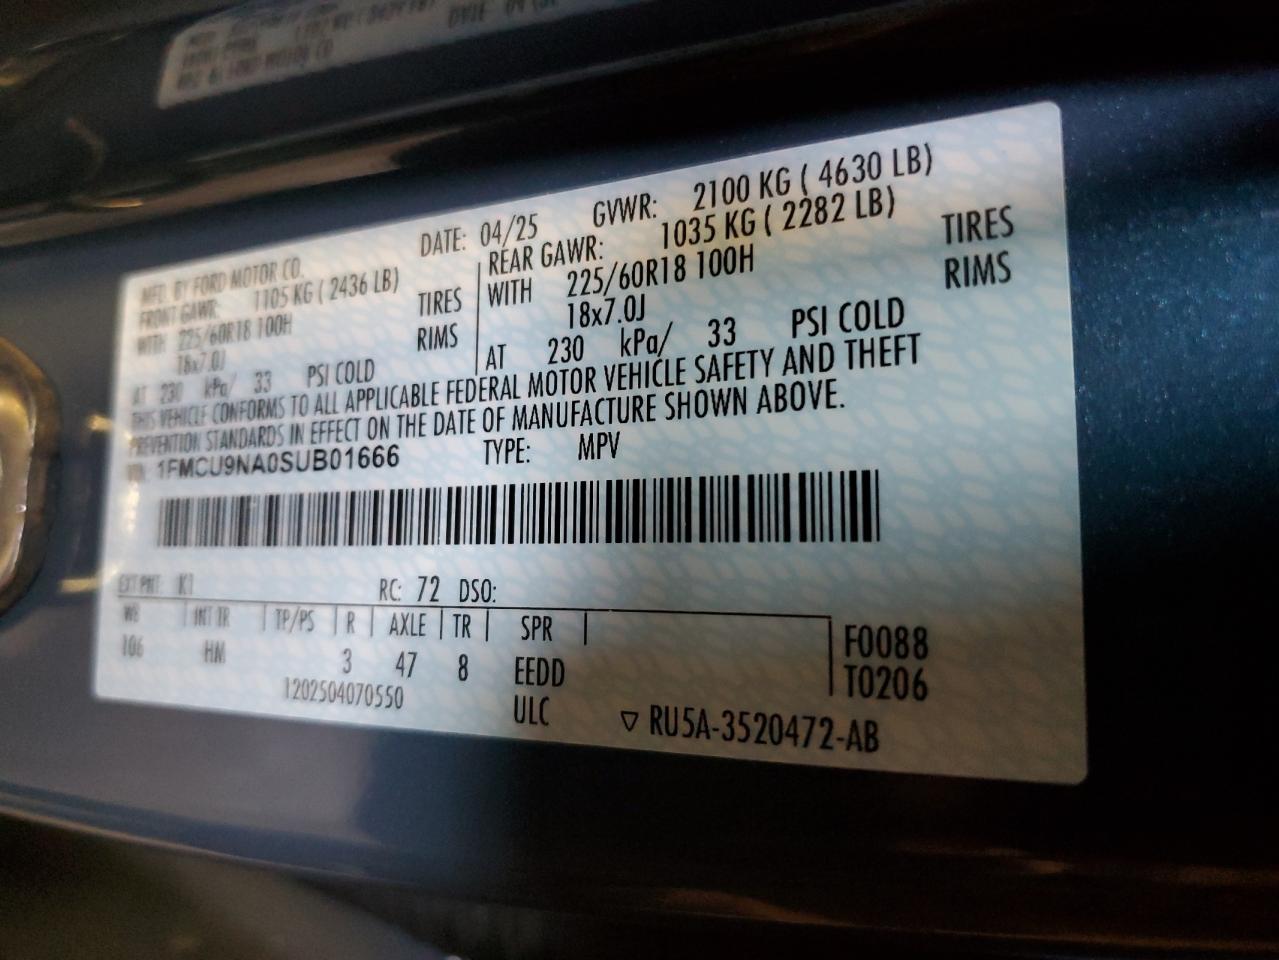 MFD. BY FORD MOTOR CO.
DATE: 04/25 GVWR: 2100 KG ( 4630 LB)
FRONT GAWR: 1105 KG ( 2436 LB)
REAR GAWR: 1035 KG ( 2282 LB)
WITH 225/60R18 100H TIRES
WITH 225/60R18 100H TIRES
18x7.0J RIMS
18x7.0J RIMS
AT 230 kPa/ 33 PSI COLD
AT 230 kPa/ 33 PSI COLD
THIS VEHICLE CONFORMS TO ALL APPLICABLE FEDERAL MOTOR VEHICLE SAFETY AND THEFT
PREVENTION STANDARDS IN EFFECT ON THE DATE OF MANUFACTURE SHOWN ABOVE.
VIN: 1FMCU9NA0SUB01666 TYPE: MPV
EXT PNT: K1 RC: 72 DSO:
WB INT TR TP/PS R AXLE TR SPR
106 HM 3 47 8 EEDD
F0088
T0206
1202504070550 ULC ▽ RU5A-3520472-AB